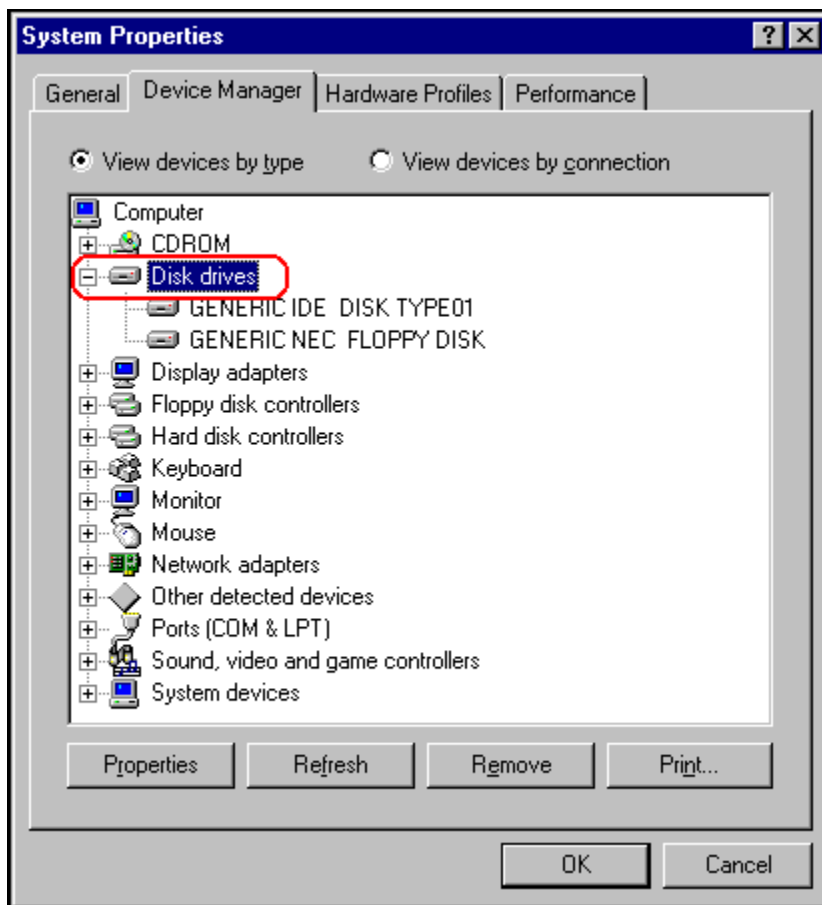 System Properties
General Device Manager Hardware Profiles Performance
View devices by type View devices by connection
Computer
CDROM
Disk drives
GENERIC IDE DISK TYPE01
GENERIC NEC FLOPPY DISK
Display adapters
Floppy disk controllers
Hard disk controllers
Keyboard
Monitor
Mouse
Network adapters
Other detected devices
Ports (COM & LPT)
Sound, video and game controllers
System devices
Properties Refresh Remove Print...
OK Cancel